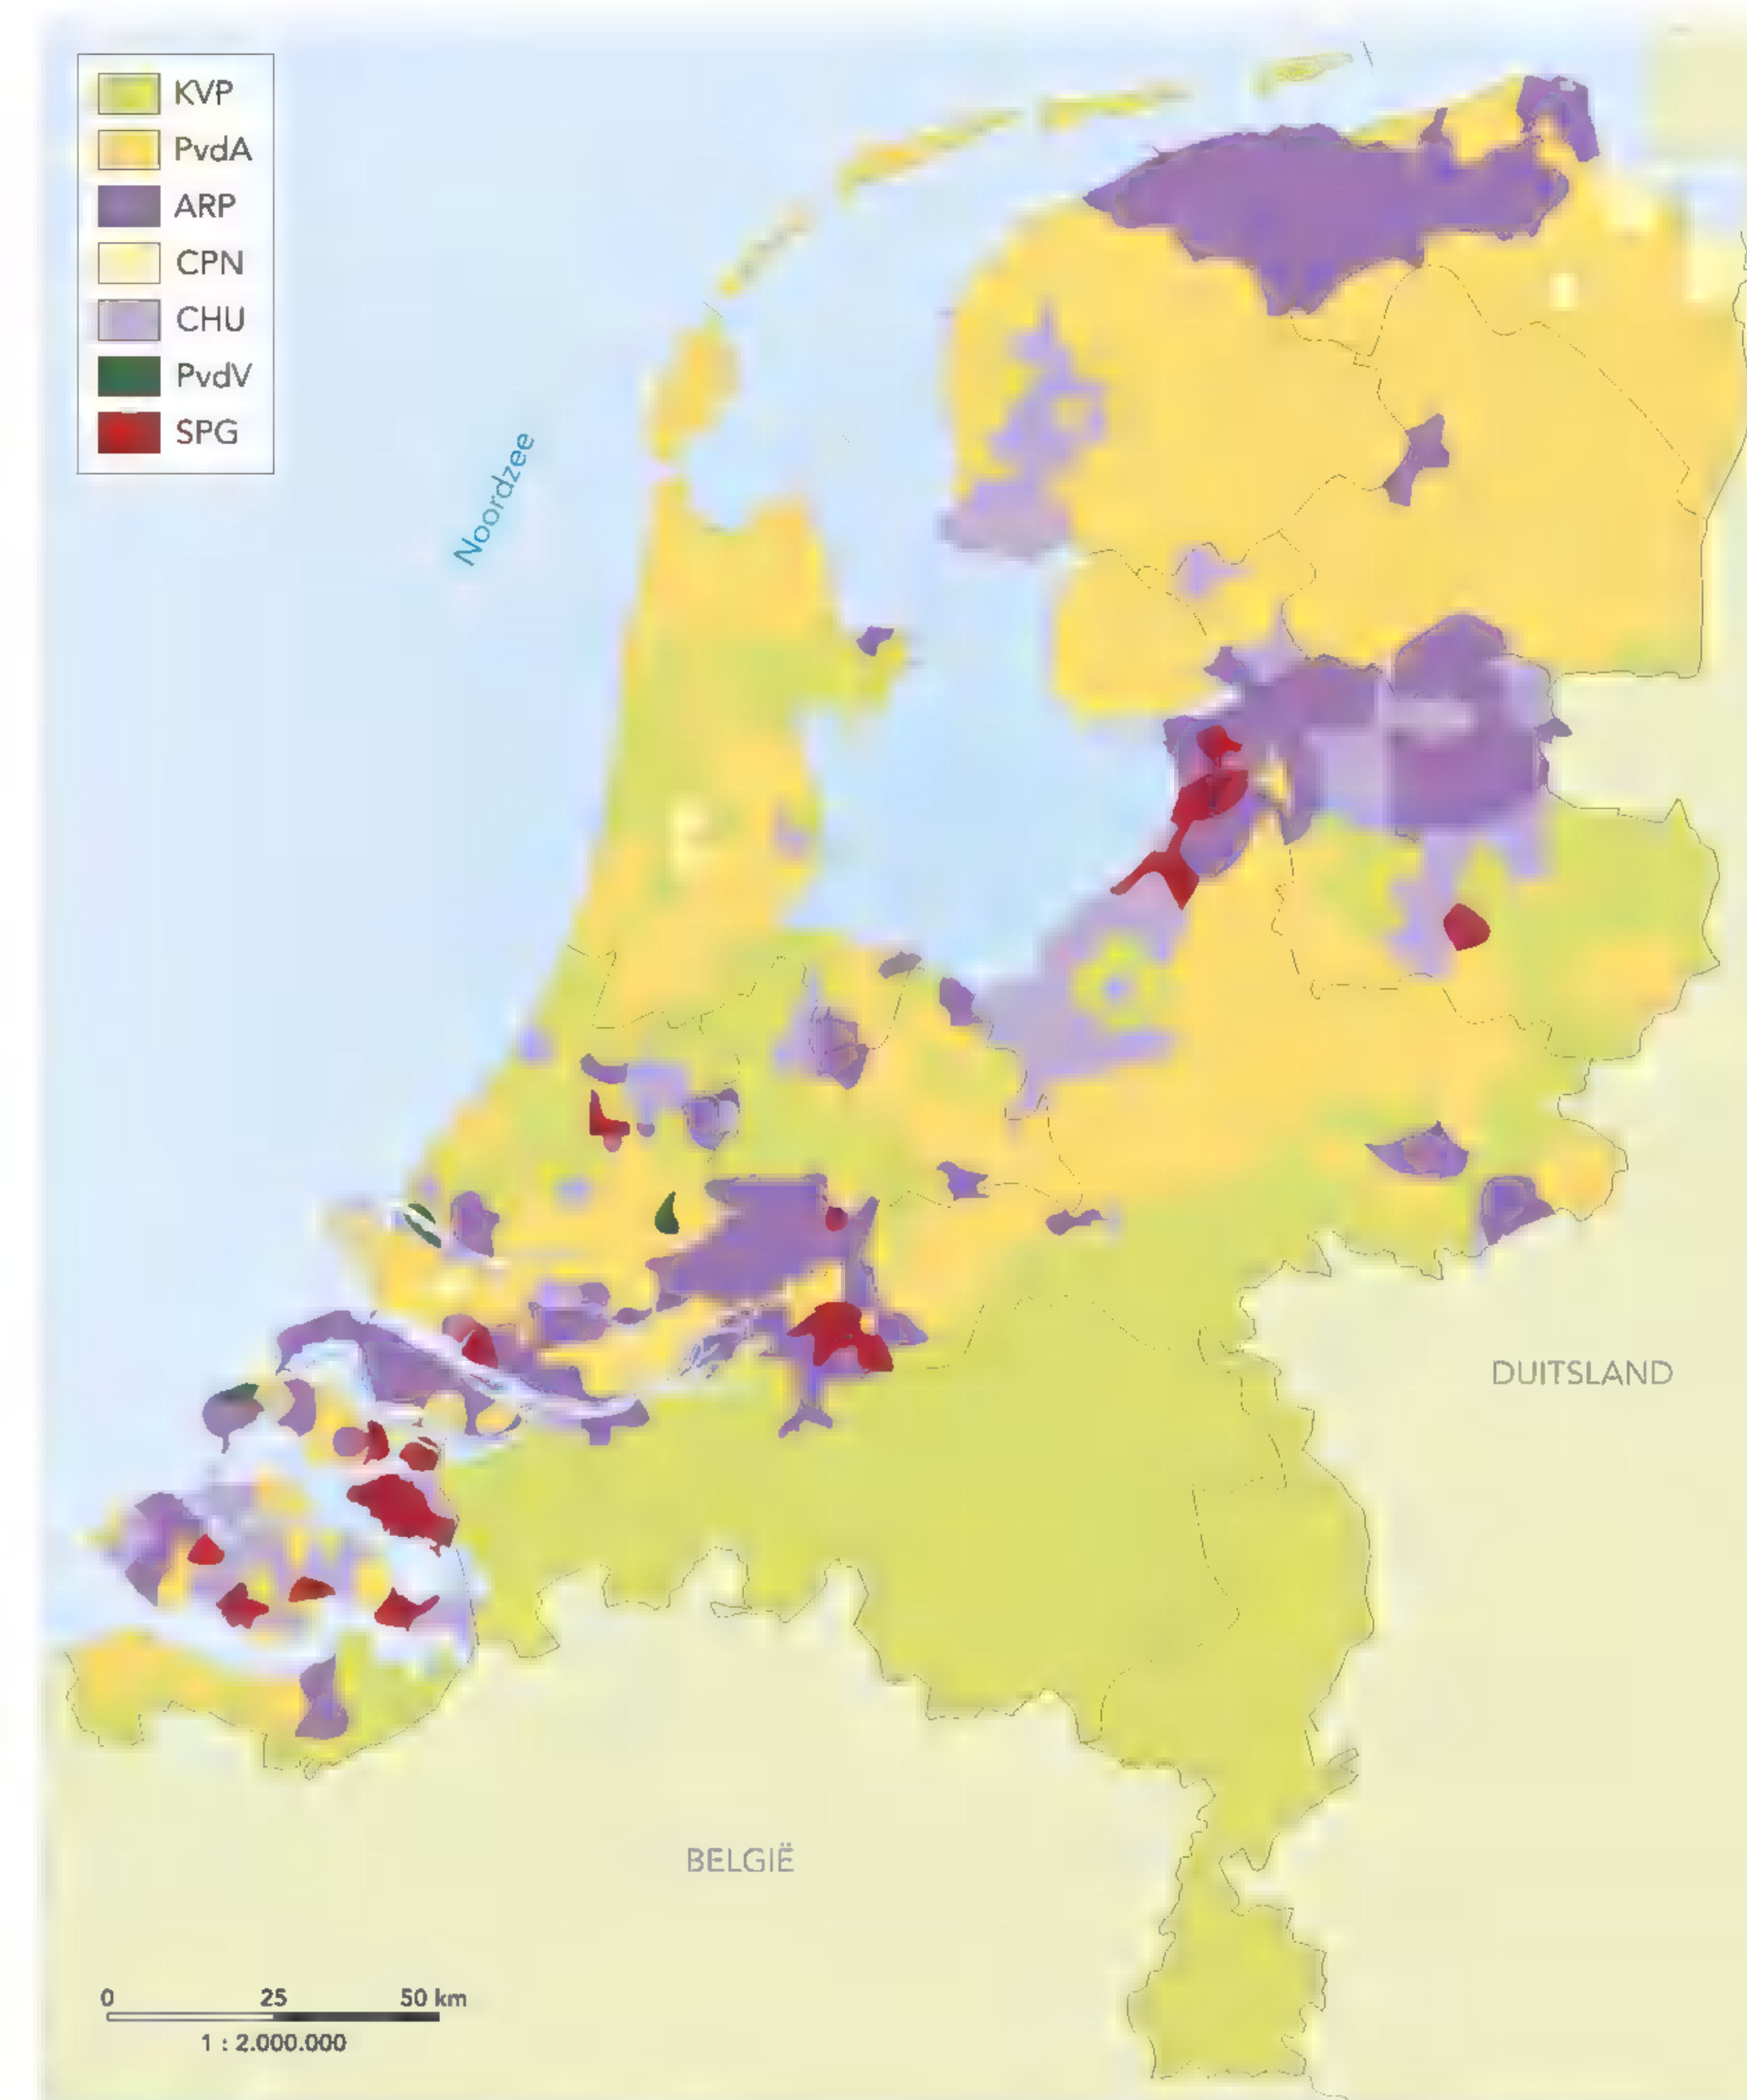 KVP
PvdA
ARP
CPN
CHU
PvdV
SPG
Noordzee
DUITSLAND
BELGIË
0 25 50 km
1 : 2.000.000